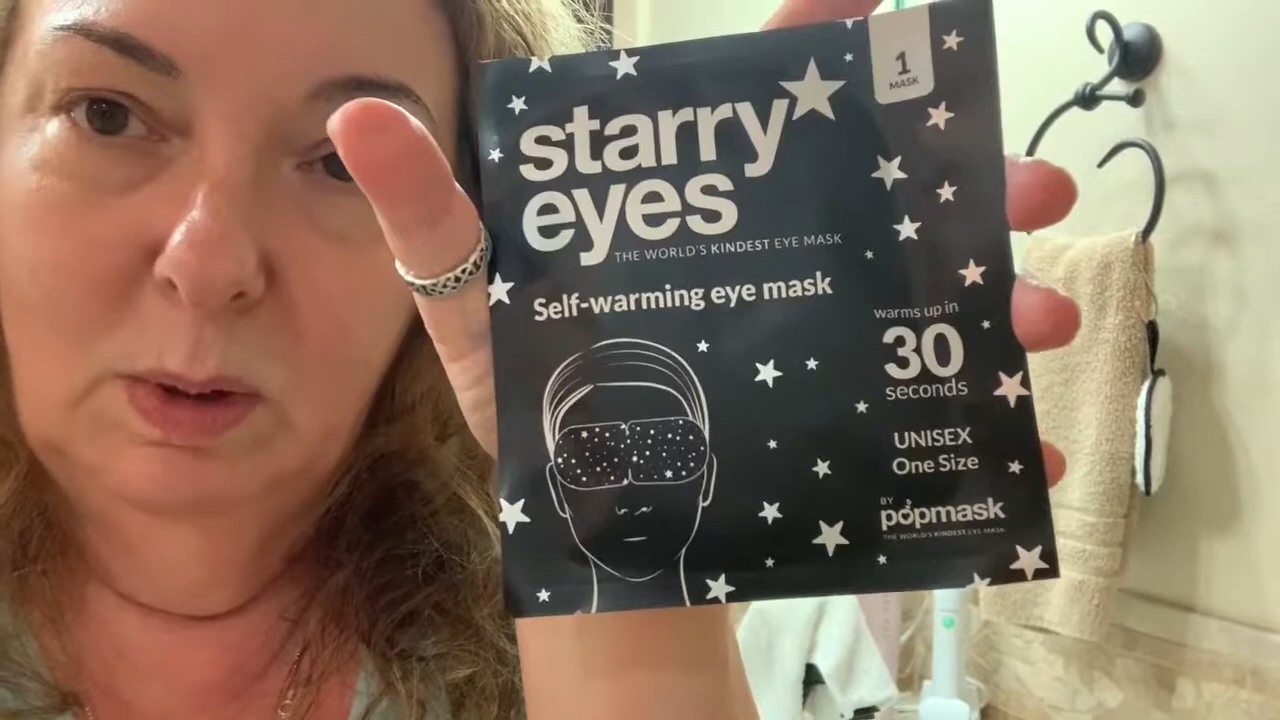 1
MASK
starry
eyes
THE WORLD'S KINDEST EYE MASK
Self-warming eye mask
warms up in
30
seconds
UNISEX
One Size
BY
popmask
THE WORLD'S KINDEST EYE MASK